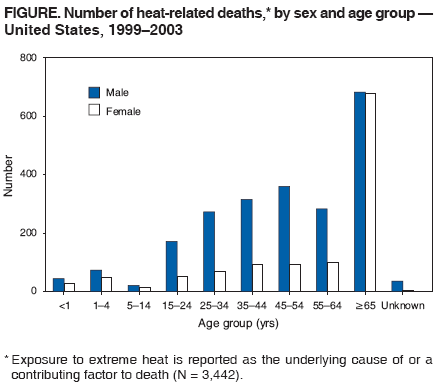 FIGURE. Number of heat-related deaths,* by sex and age group —
United States, 1999–2003
800
Male
Female
600
Number
400
200
0
<1 1–4 5–14 15–24 25–34 35–44 45–54 55–64 ≥65 Unknown
Age group (yrs)
* Exposure to extreme heat is reported as the underlying cause of or a
contributing factor to death (N = 3,442).